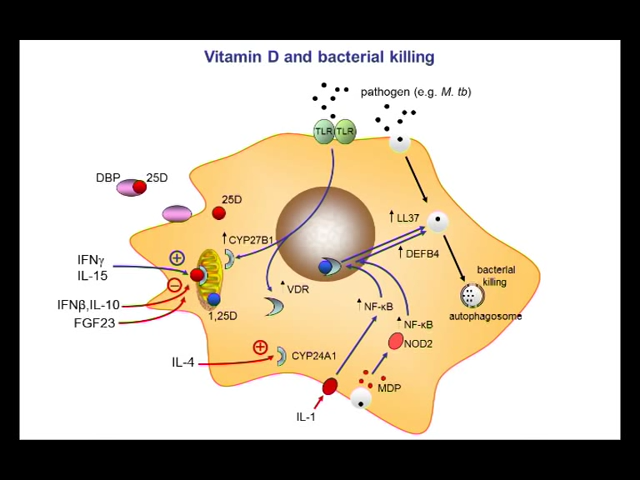 Vitamin D and bacterial killing
pathogen (e.g. M. tb)
TLR TLR
DBP 25D
25D
LL37
CYP27B1
DEFB4
IFNγ
IL-15
bacterial
killing
VDR
IFNβ,IL-10
NF-κB
1,25D
autophagosome
FGF23
NF-κB
NOD2
IL-4
CYP24A1
MDP
IL-1